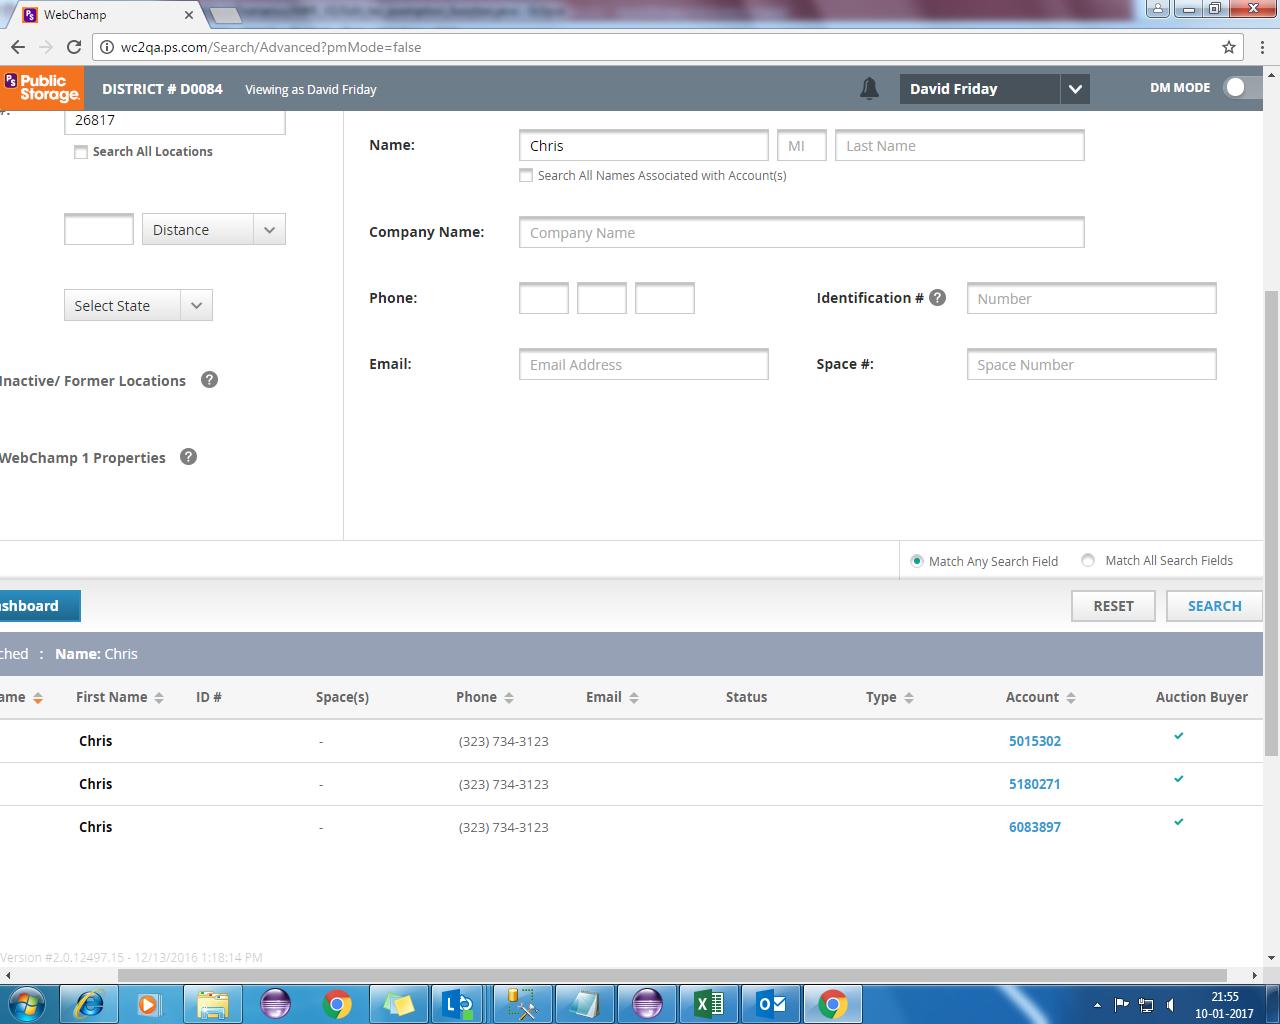 WebChamp
wc2qa.ps.com/Search/Advanced?pmMode=false
PS Public Storage.
DISTRICT # D0084
Viewing as David Friday
David Friday
DM MODE
#:
26817
Search All Locations
Distance
Select State
Inactive/ Former Locations ?
WebChamp 1 Properties ?
Name:
Chris
MI
Last Name
Search All Names Associated with Account(s)
Company Name:
Company Name
Phone:
Identification # ?
Number
Email:
Email Address
Space #:
Space Number
Match Any Search Field
Match All Search Fields
shboard
RESET
SEARCH
ched : Name: Chris
ame First Name ID # Space(s) Phone Email Status Type Account Auction Buyer
Chris - (323) 734-3123 5015302
Chris - (323) 734-3123 5180271
Chris - (323) 734-3123 6083897
Version #2.0.12497.15 - 12/13/2016 1:18:14 PM
21:55
10-01-2017